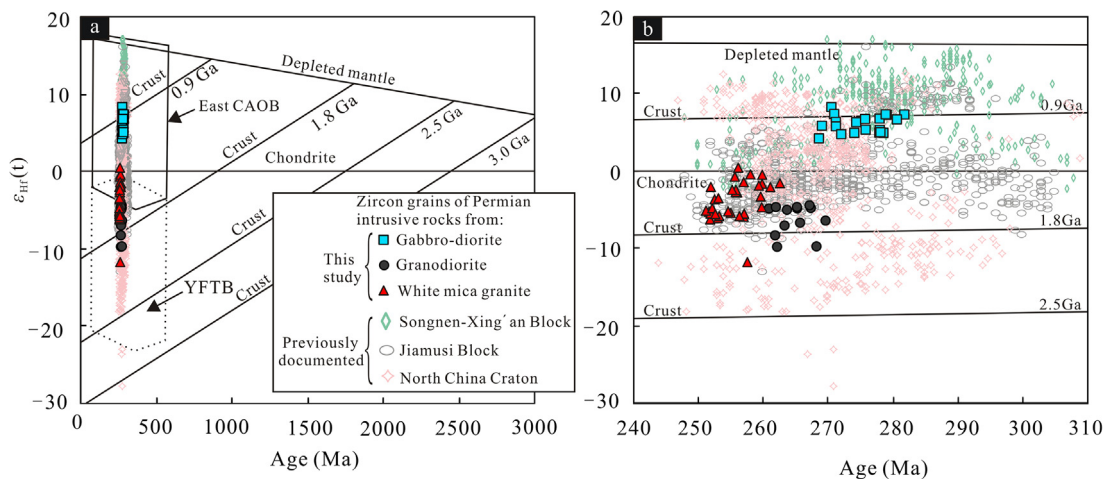 a
20
10
0
−10
−20
−30
εHf(t)
Depleted mantle
Crust
0.9 Ga
East CAOB
Crust
1.8 Ga
2.5 Ga
Chondrite
3.0 Ga
Crust
YFTB
Crust
Zircon grains of Permian
intrusive rocks from:
This
study
Gabbro-diorite
Granodiorite
White mica granite
Previously
documented
Songnen-Xing´an Block
Jiamusi Block
North China Craton
0
500
1000
1500
2000
2500
3000
Age (Ma)
b
20
10
0
−10
−20
−30
Depleted mantle
Crust
0.9Ga
Chondrite
Crust
1.8Ga
Crust
2.5Ga
240
250
260
270
280
290
300
310
Age (Ma)